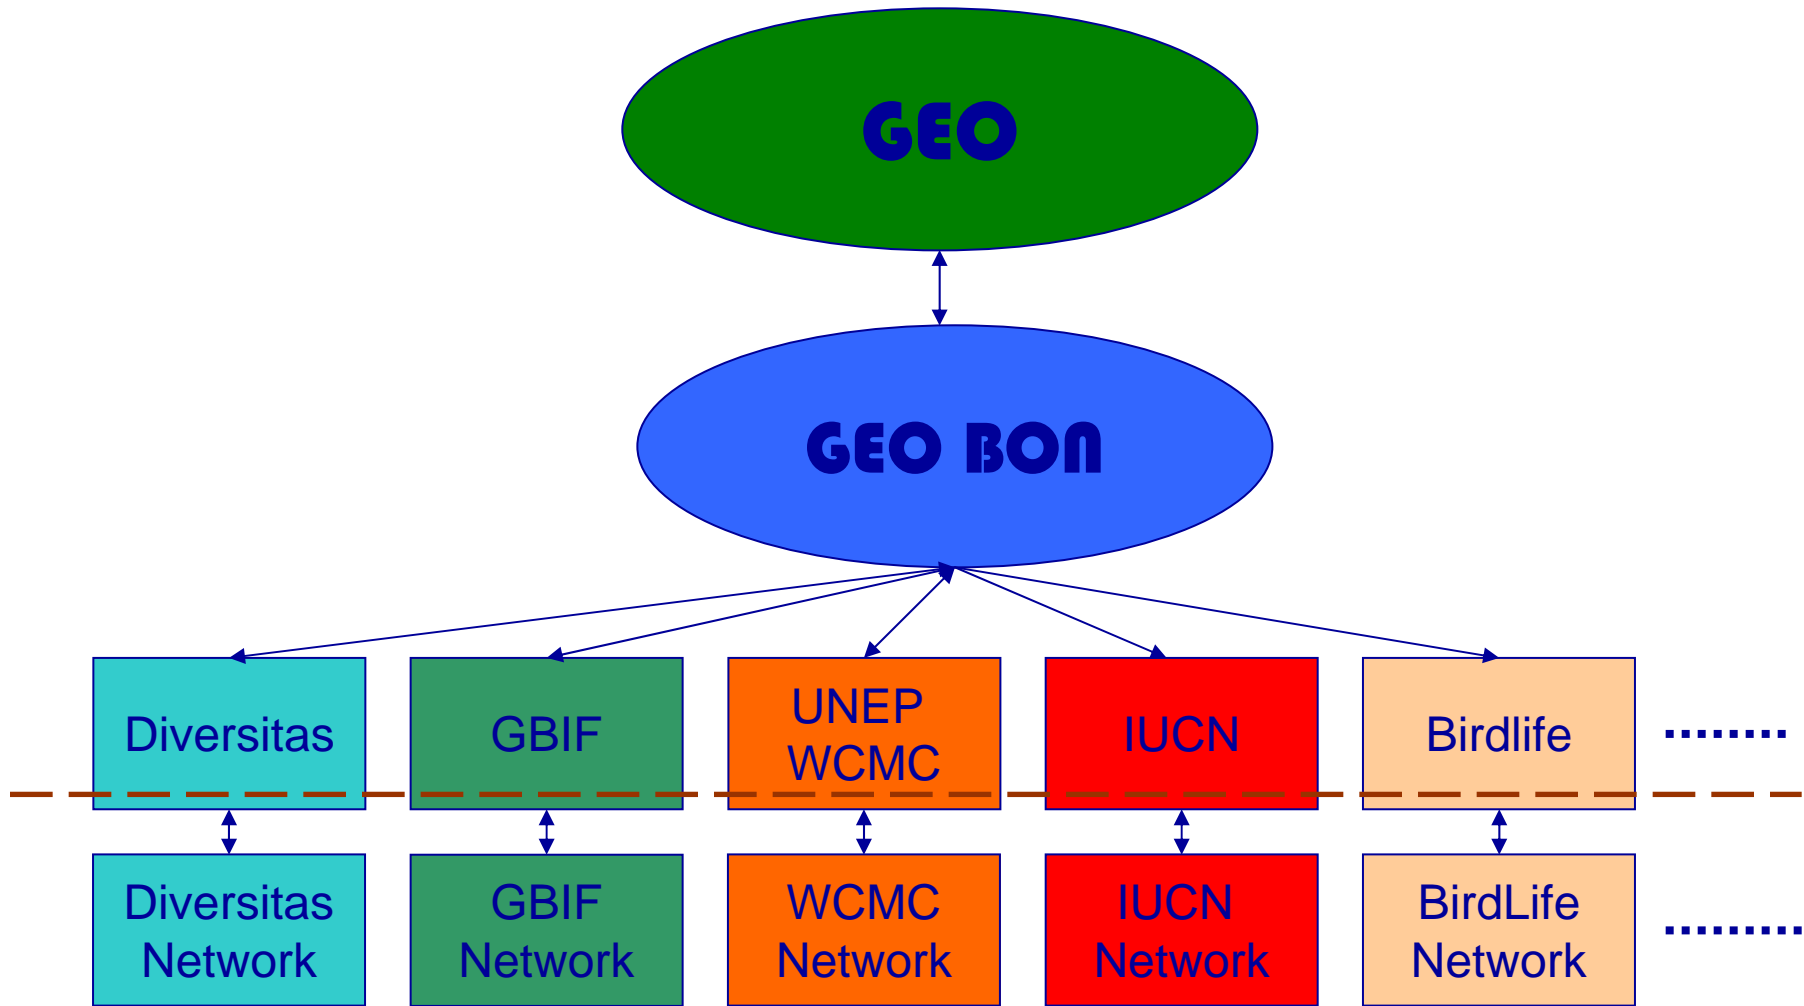 GEO
GEO BON
Diversitas
GBIF
UNEP
WCMC
IUCN
Birdlife
........
Diversitas
Network
GBIF
Network
WCMC
Network
IUCN
Network
BirdLife
Network
.........